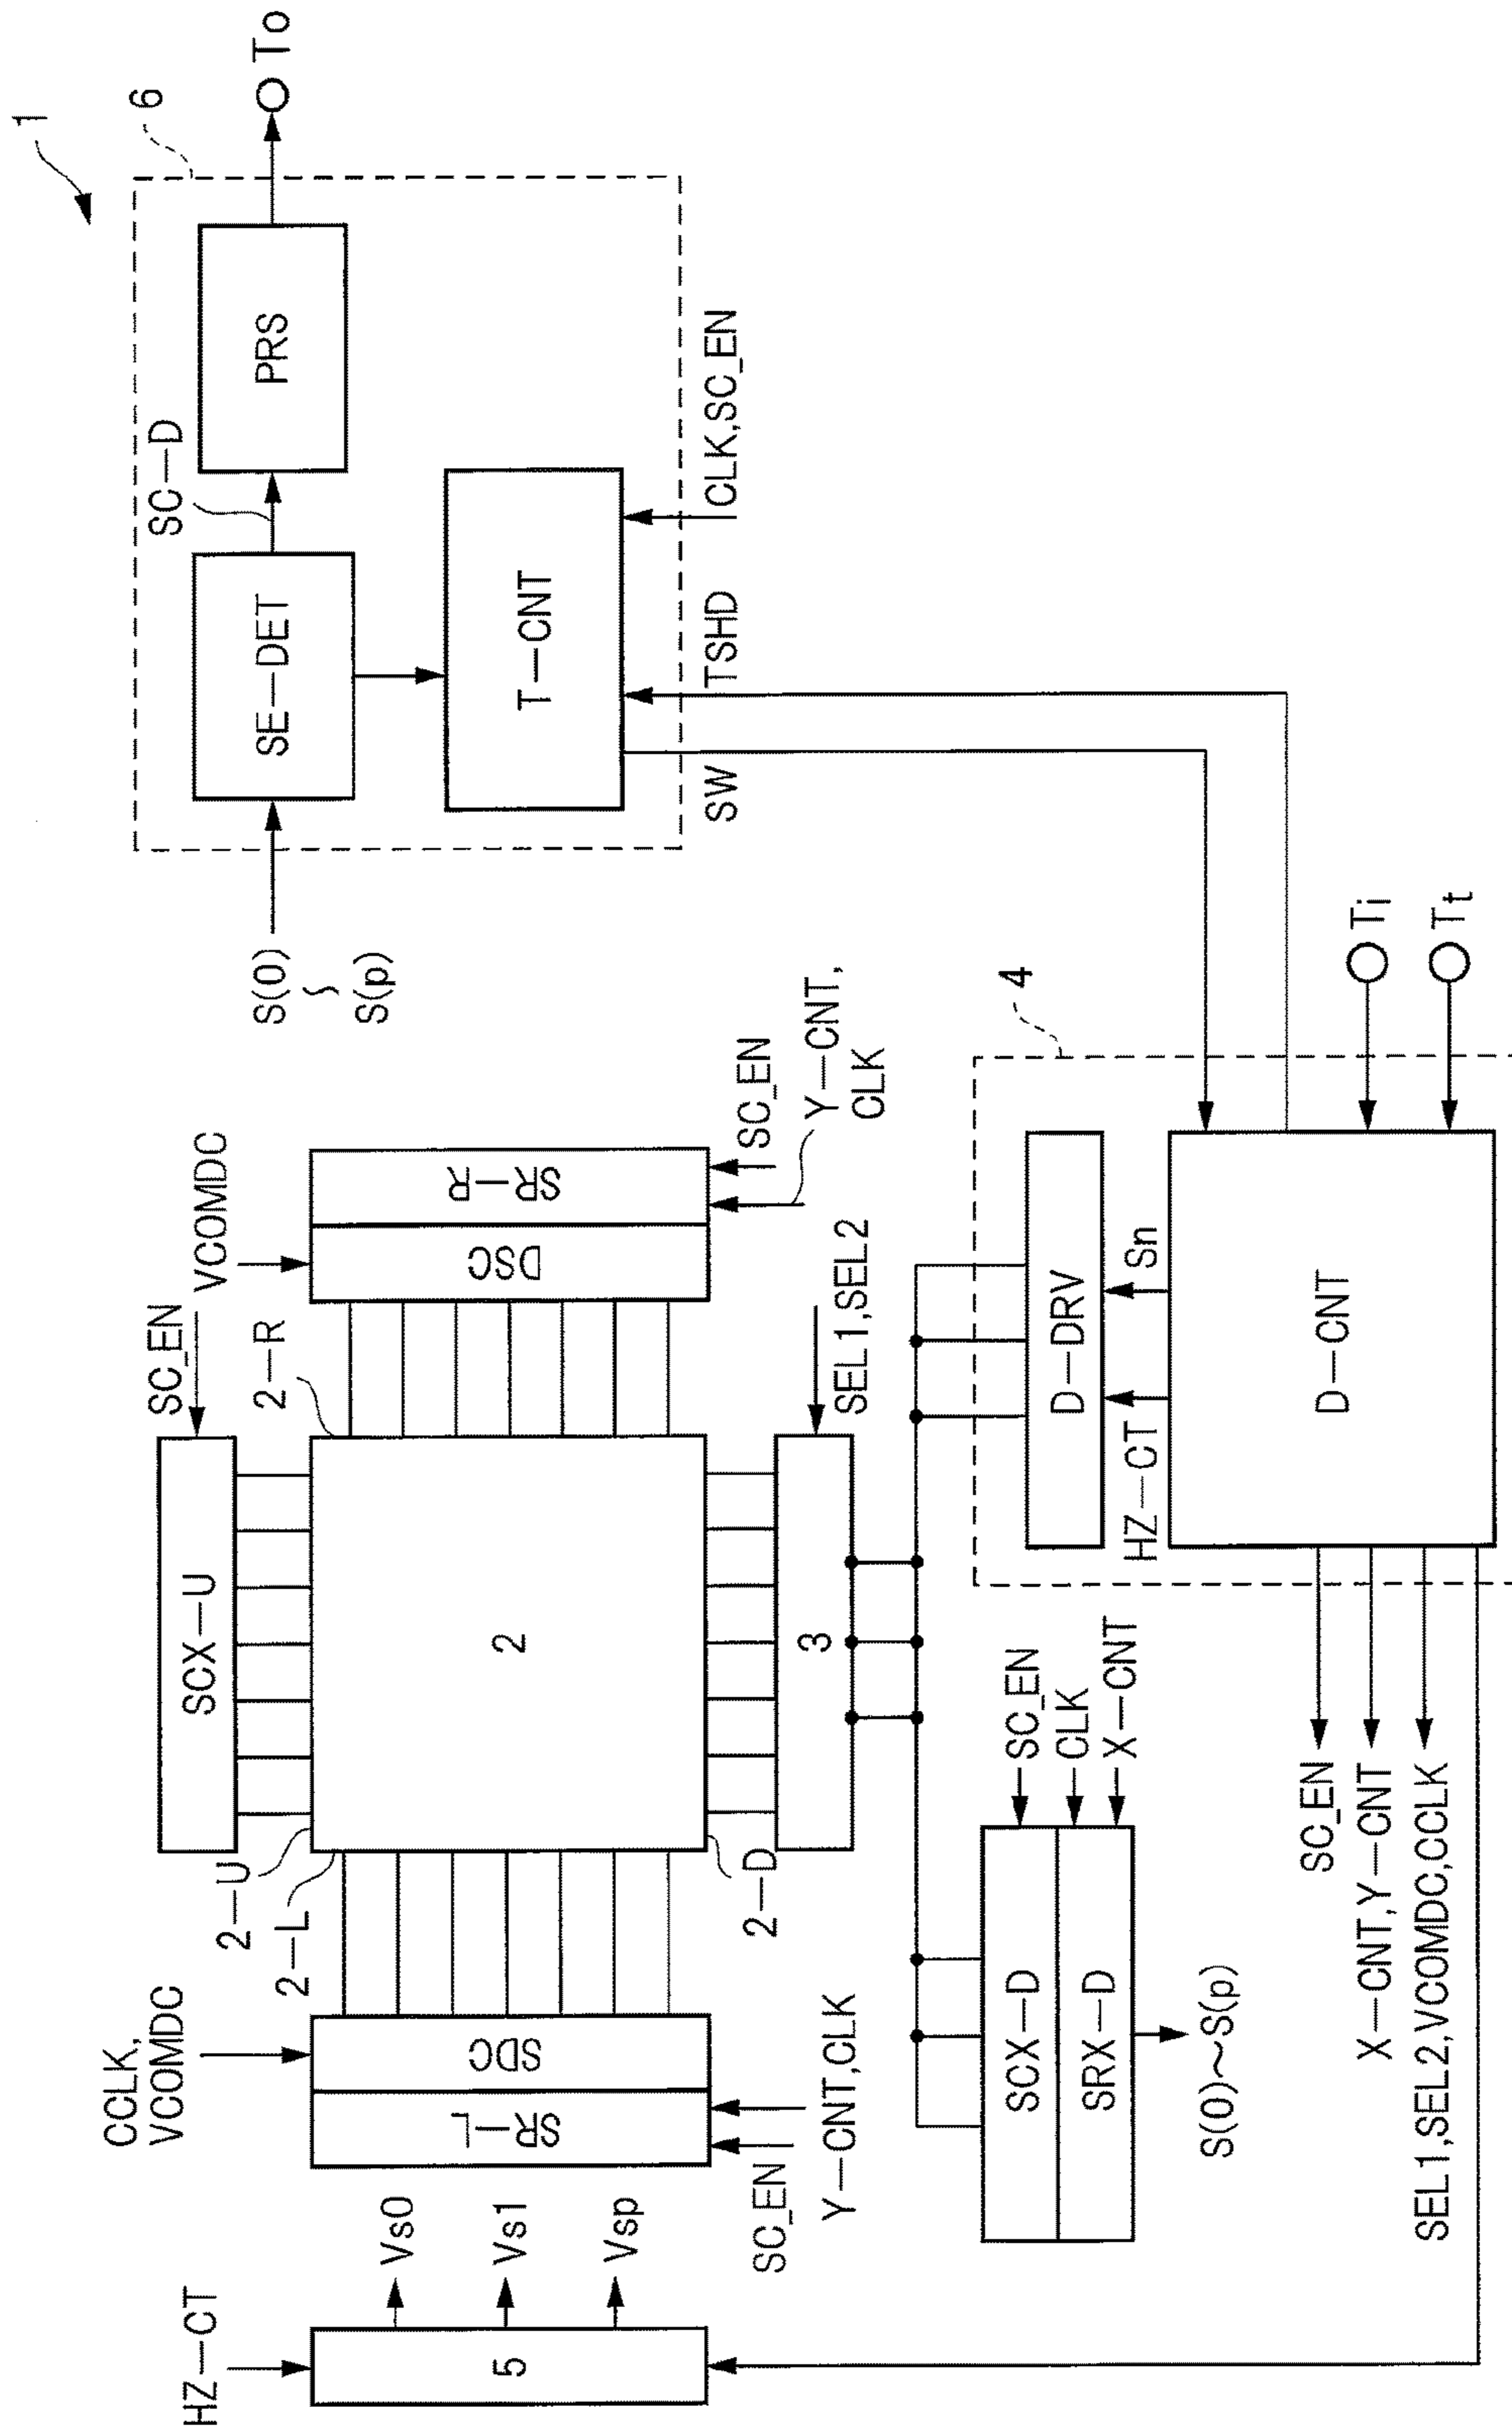 1
6
To
PRS
SC—D
SE—DET
T—CNT
S(0)
~
S(p)
CLK,SC_EN
TSHD
SW
SC_EN
VCOMDC
SCX—U
2—U
2—L
2—R
2—D
2
CCLK,
VCOMDC
SDC
SR—L
SC_EN
Y—CNT,CLK
DSC
SR—R
SC_EN
Y—CNT,
CLK
3
SEL1,SEL2
HZ—CT
5
Vs0
Vs1
Vsp
SCX—D
SRX—D
SC_EN
CLK
X—CNT
S(0)~S(p)
4
D—DRV
HZ—CT
Sn
D—CNT
Ti
Tt
SC_EN
X—CNT,Y—CNT
SEL1,SEL2,VCOMDC,CCLK